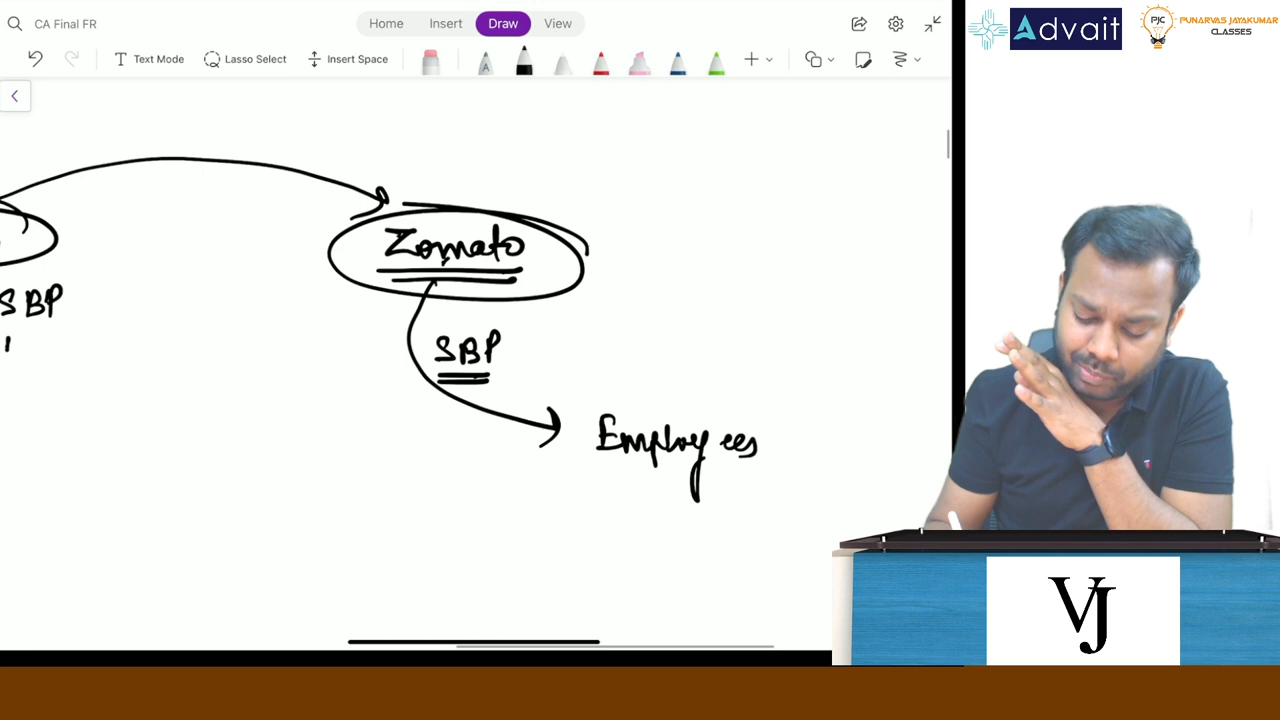 CA Final FR
Home Insert Draw View
Text Mode Lasso Select Insert Space
A
Advait
PJC
PUNARVAS JAYAKUMAR
CLASSES
Zomato
SBP
SBP
Employees
VJ